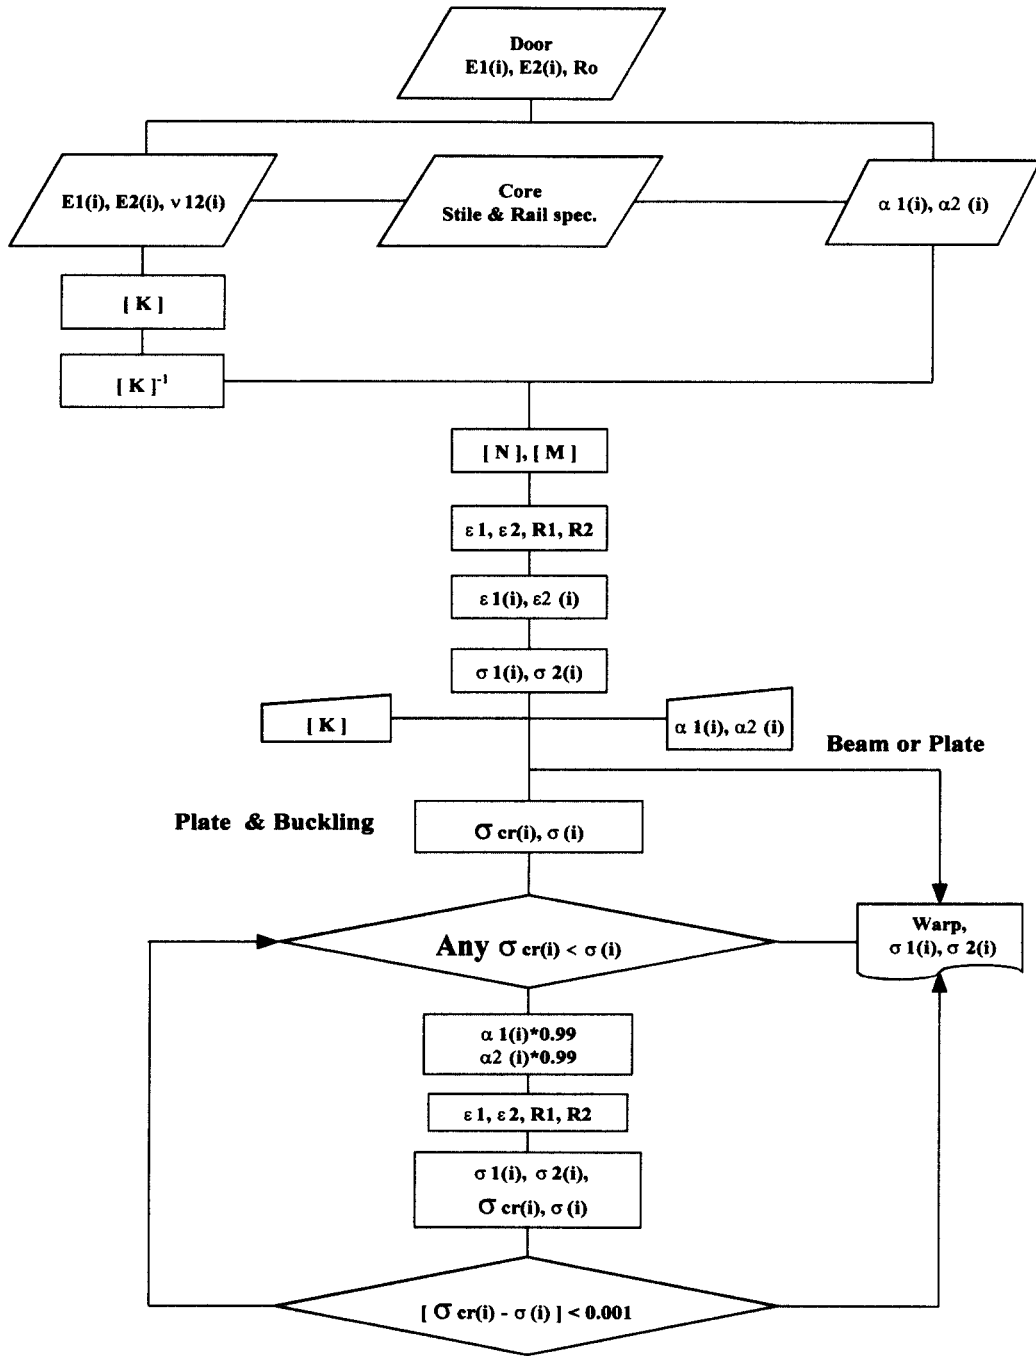 Door
E1(i), E2(i), Ro
E1(i), E2(i), ν 12(i)
Core
Stile & Rail spec.
α 1(i), α2 (i)
[ K ]
[ K ]⁻¹
[ N ], [ M ]
ε 1, ε 2, R1, R2
ε 1(i), ε2 (i)
σ 1(i), σ 2(i)
[ K ]
α 1(i), α2 (i)
Beam or Plate
Plate & Buckling
σ cr(i), σ (i)
Any σ cr(i) < σ (i)
Warp,
σ 1(i), σ 2(i)
α 1(i)*0.99
α2 (i)*0.99
ε 1, ε 2, R1, R2
σ 1(i), σ 2(i),
σ cr(i), σ (i)
[ σ cr(i) - σ (i) ] < 0.001